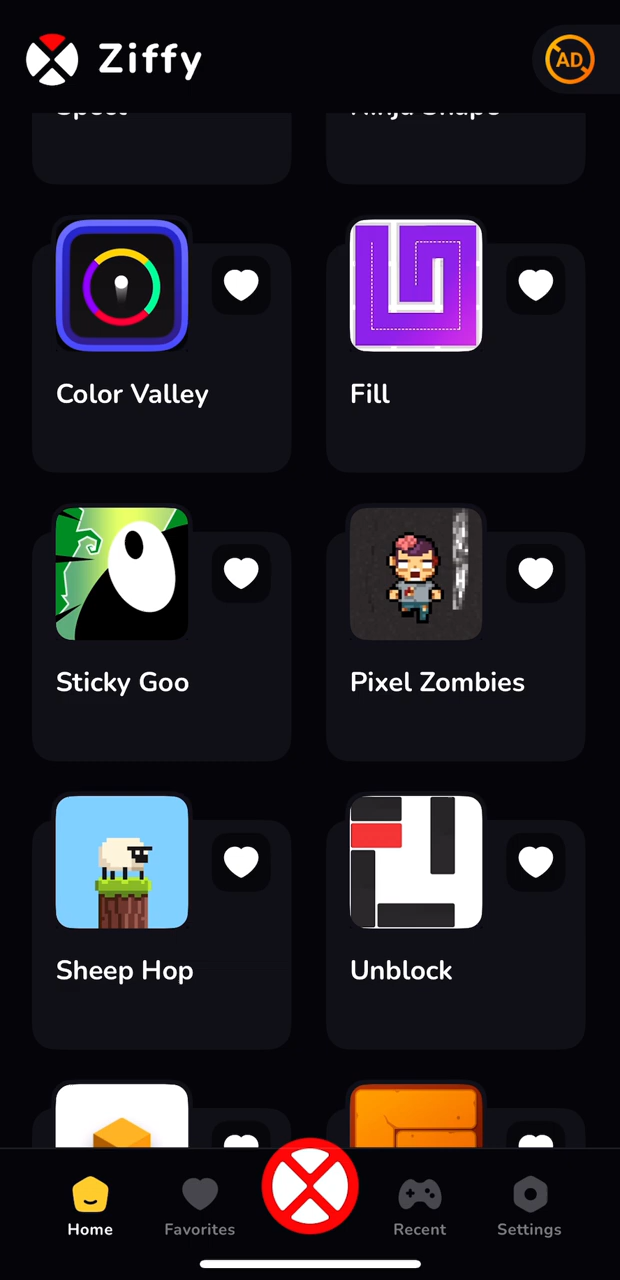 Ziffy
AD
Color Valley
Fill
Sticky Goo
Pixel Zombies
Sheep Hop
Unblock
Home
Favorites
Recent
Settings